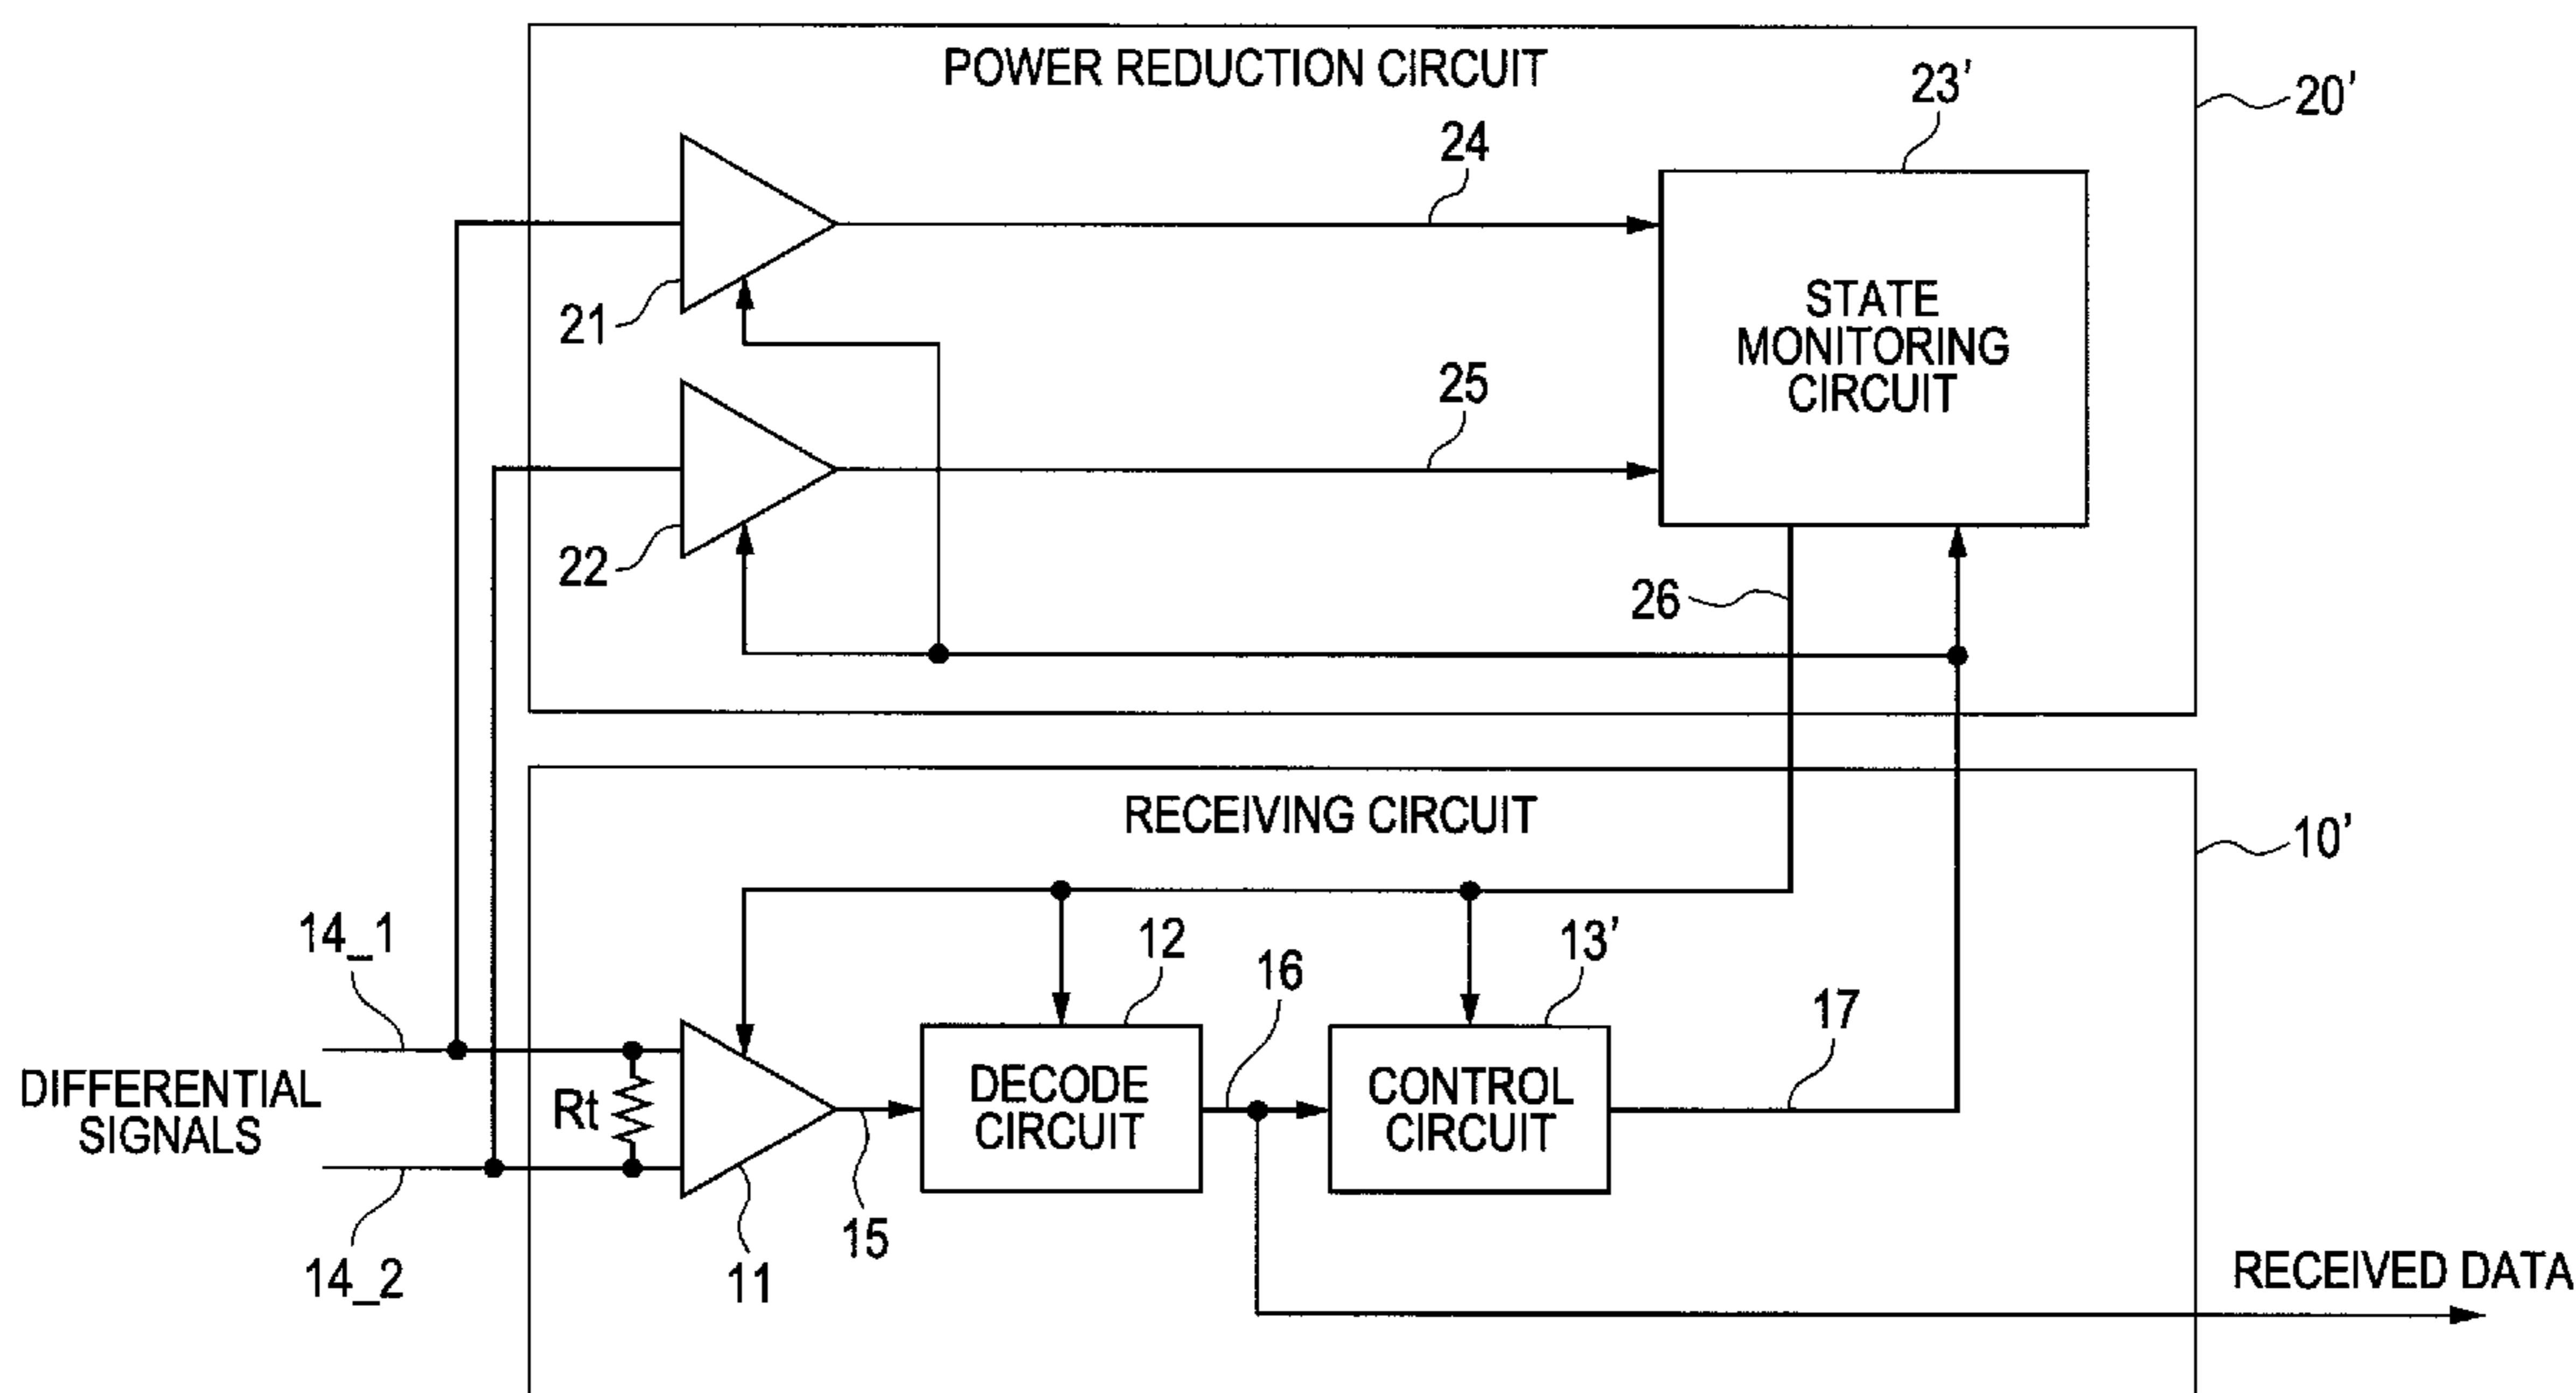 POWER REDUCTION CIRCUIT
23'
20'
24
21
STATE
MONITORING
CIRCUIT
25
22
26
RECEIVING CIRCUIT
10'
14_1
12
16
13'
17
DIFFERENTIAL
SIGNALS
Rt
DECODE
CIRCUIT
CONTROL
CIRCUIT
14_2
11
15
RECEIVED DATA